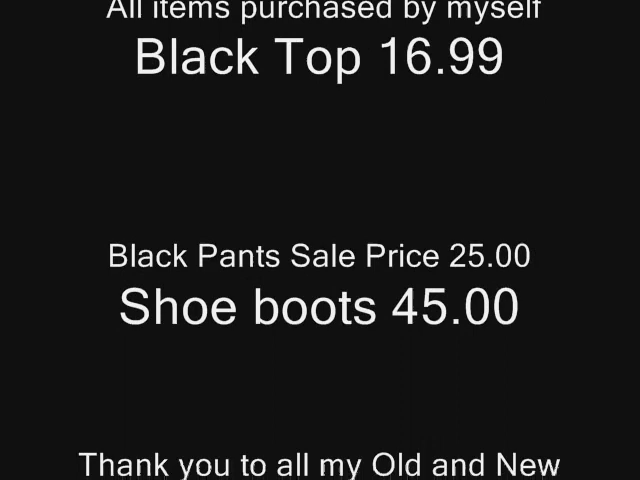 All items purchased by myself
Black Top 16.99
Black Pants Sale Price 25.00
Shoe boots 45.00
Thank you to all my Old and New